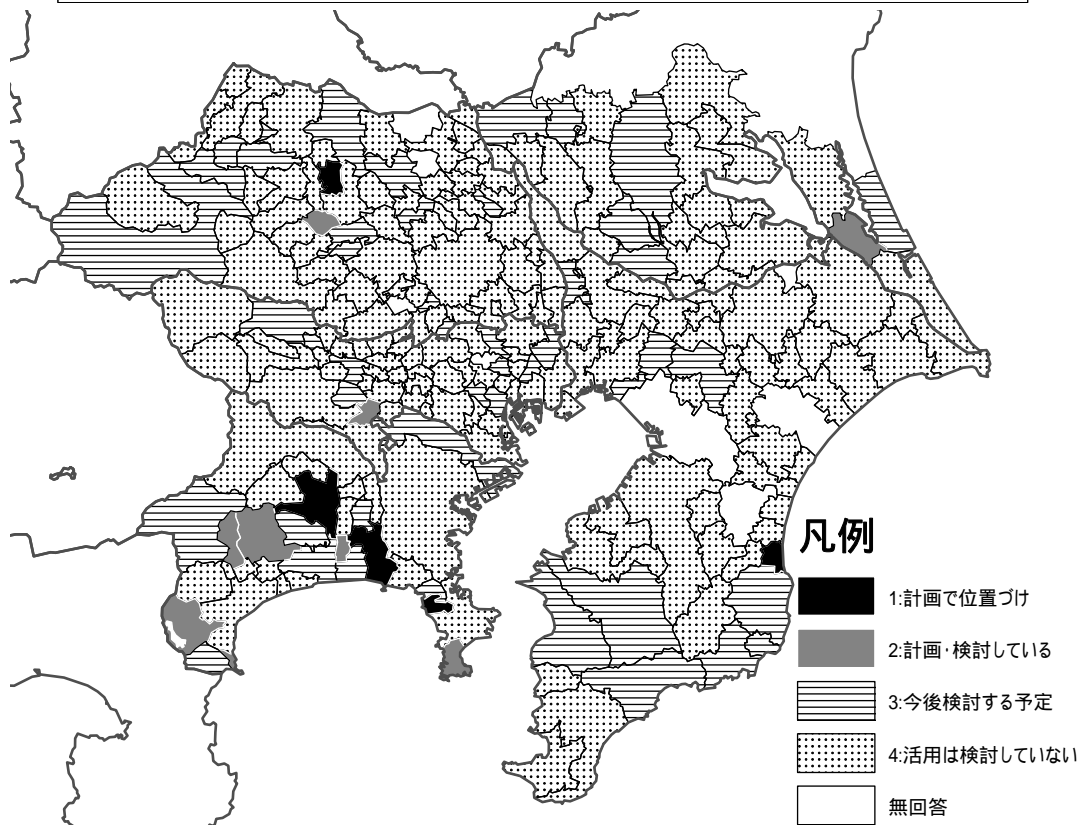 凡例
1:計画で位置づけ
2:計画・検討している
3:今後検討する予定
4:活用は検討していない
無回答